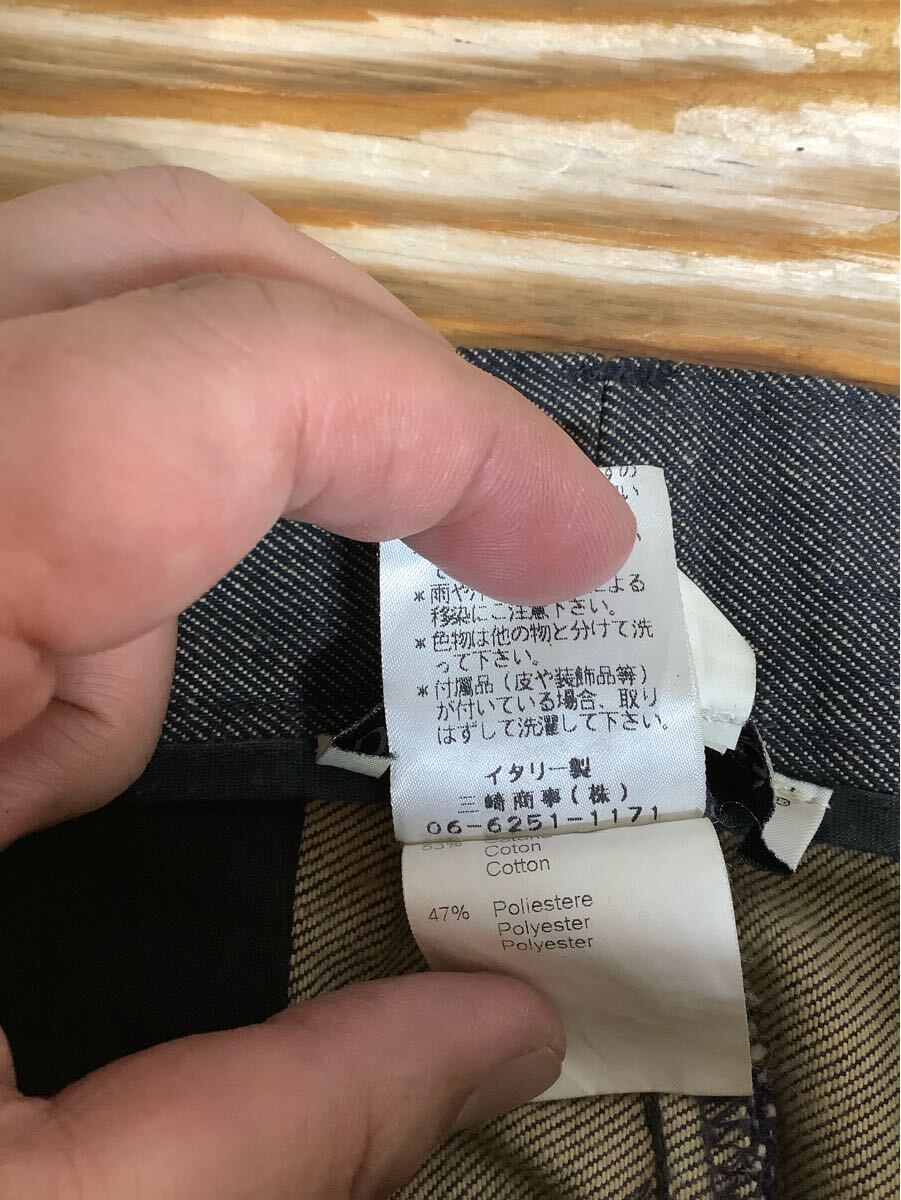 *雨や
よる
移染にご注意下さい。
*色物は他の物と分けて洗
って下さい。
*付属品(皮や装飾品等)
が付いている場合、取り
はずして洗濯して下さい。
イタリー製
三崎商事(株)
06-6251-1171
53%
Coton
Cotton
47% Poliestere
Polyester
Polyester